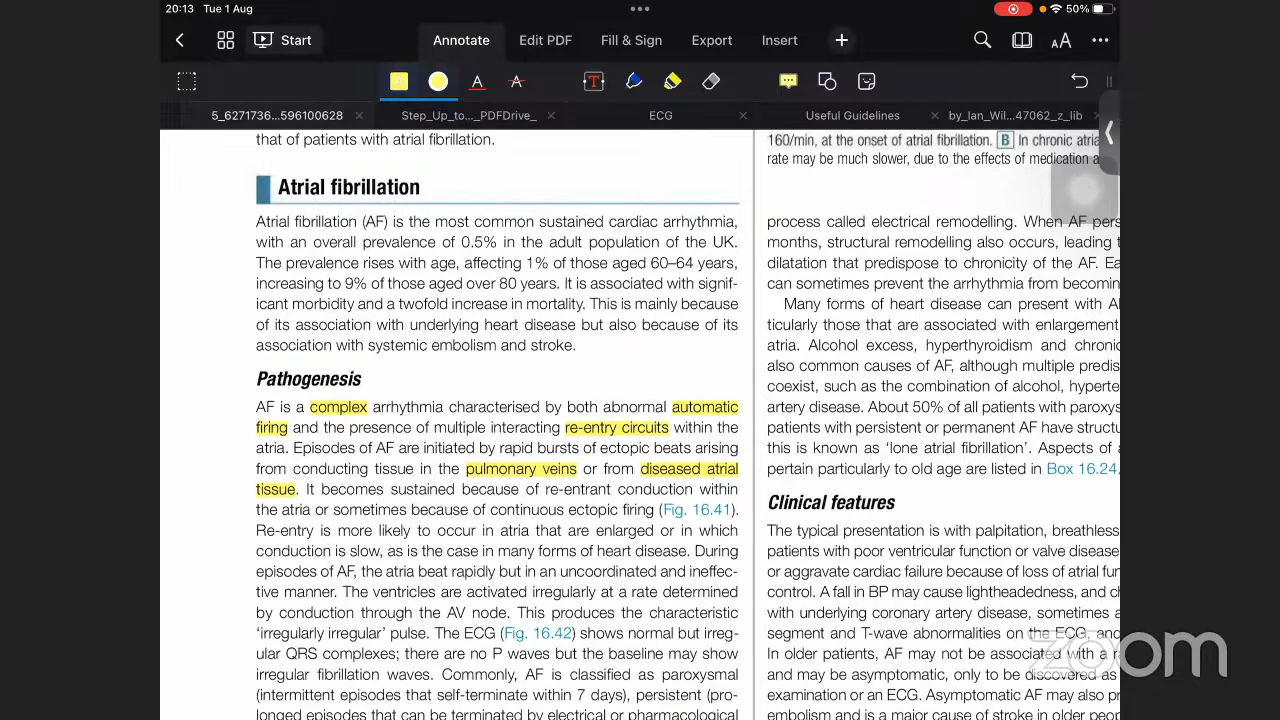 20:13 Tue 1 Aug
50%
Start
Annotate
Edit PDF
Fill & Sign
Export
Insert
5_6271736...596100628
Step_Up_to..._PDFDrive_
ECG
Useful Guidelines
by_Ian_Wil...47062_z_lib
that of patients with atrial fibrillation.
Atrial fibrillation
Atrial fibrillation (AF) is the most common sustained cardiac arrhythmia,
with an overall prevalence of 0.5% in the adult population of the UK.
The prevalence rises with age, affecting 1% of those aged 60–64 years,
increasing to 9% of those aged over 80 years. It is associated with signif-
icant morbidity and a twofold increase in mortality. This is mainly because
of its association with underlying heart disease but also because of its
association with systemic embolism and stroke.
Pathogenesis
AF is a complex arrhythmia characterised by both abnormal automatic
firing and the presence of multiple interacting re-entry circuits within the
atria. Episodes of AF are initiated by rapid bursts of ectopic beats arising
from conducting tissue in the pulmonary veins or from diseased atrial
tissue. It becomes sustained because of re-entrant conduction within
the atria or sometimes because of continuous ectopic firing (Fig. 16.41).
Re-entry is more likely to occur in atria that are enlarged or in which
conduction is slow, as is the case in many forms of heart disease. During
episodes of AF, the atria beat rapidly but in an uncoordinated and ineffec-
tive manner. The ventricles are activated irregularly at a rate determined
by conduction through the AV node. This produces the characteristic
'irregularly irregular' pulse. The ECG (Fig. 16.42) shows normal but irreg-
ular QRS complexes; there are no P waves but the baseline may show
irregular fibrillation waves. Commonly, AF is classified as paroxysmal
(intermittent episodes that self-terminate within 7 days), persistent (pro-
longed episodes that can be terminated by electrical or pharmacological
160/min, at the onset of atrial fibrillation. B In chronic atria
rate may be much slower, due to the effects of medication a
process called electrical remodelling. When AF pers
months, structural remodelling also occurs, leading t
dilatation that predispose to chronicity of the AF. Ea
can sometimes prevent the arrhythmia from becomin
Many forms of heart disease can present with A
ticularly those that are associated with enlargement
atria. Alcohol excess, hyperthyroidism and chronic
also common causes of AF, although multiple predis
coexist, such as the combination of alcohol, hyperte
artery disease. About 50% of all patients with paroxys
patients with persistent or permanent AF have structu
this is known as 'lone atrial fibrillation'. Aspects of a
pertain particularly to old age are listed in Box 16.24.
Clinical features
The typical presentation is with palpitation, breathless
patients with poor ventricular function or valve disease
or aggravate cardiac failure because of loss of atrial fun
control. A fall in BP may cause lightheadedness, and ch
with underlying coronary artery disease, sometimes a
segment and T-wave abnormalities on the ECG, and
In older patients, AF may not be associated with a ra
and may be asymptomatic, only to be discovered as
examination or an ECG. Asymptomatic AF may also pr
embolism and is a major cause of stroke in older peop
zoom